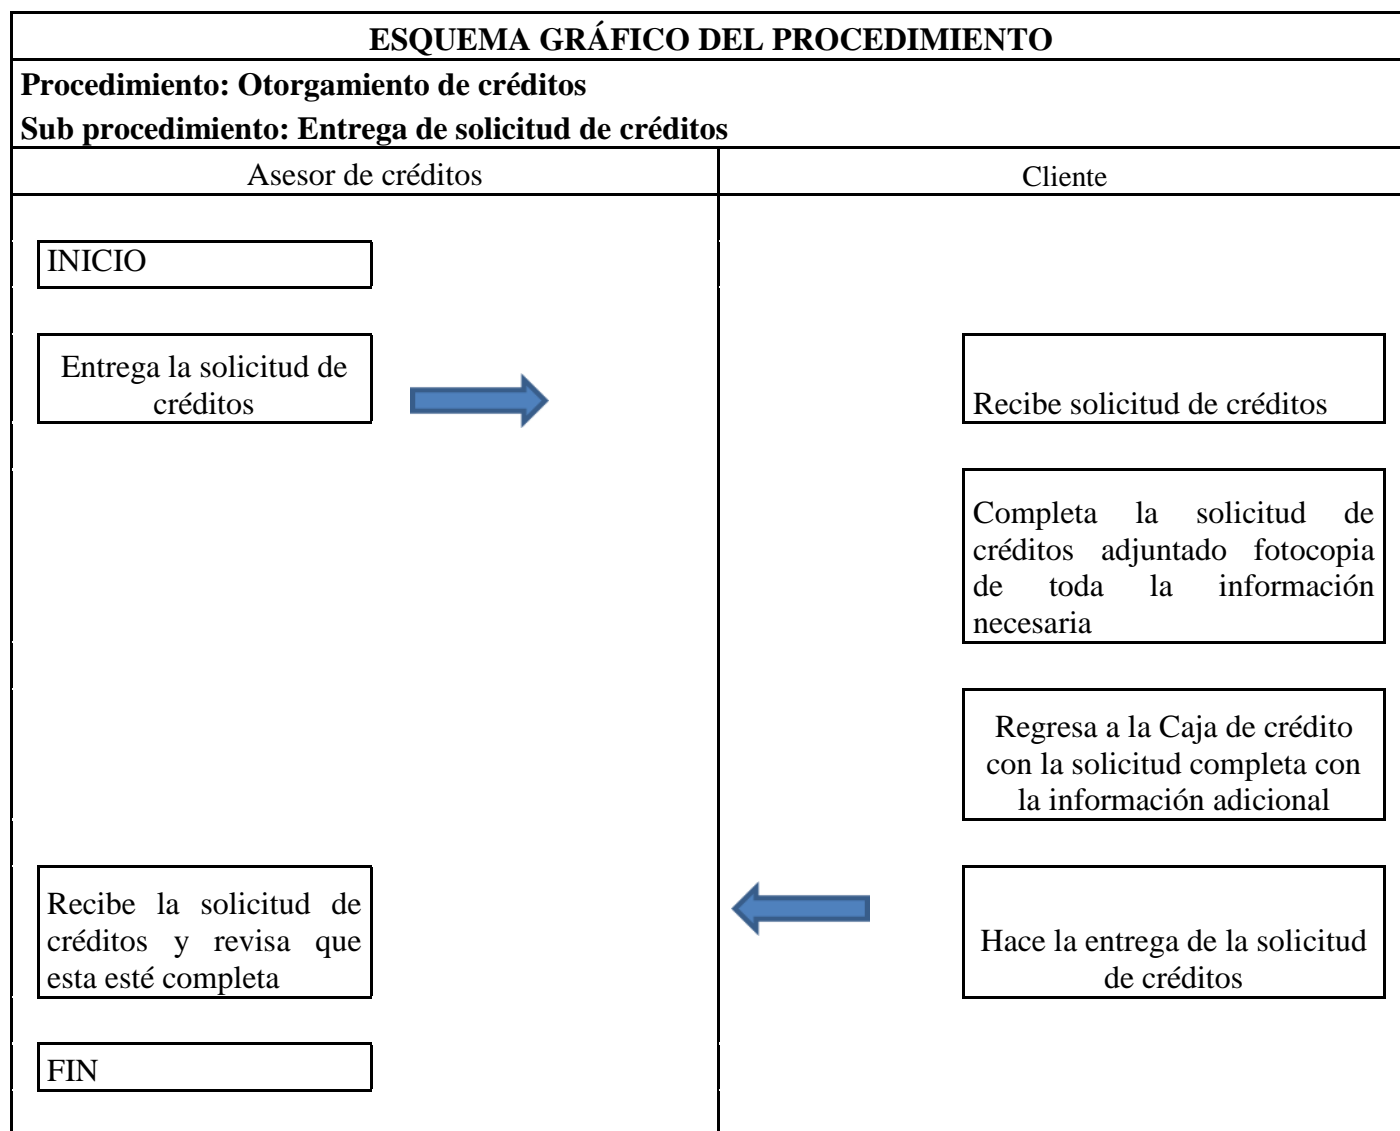 ESQUEMA GRÁFICO DEL PROCEDIMIENTO
Procedimiento: Otorgamiento de créditos
Sub procedimiento: Entrega de solicitud de créditos
Asesor de créditos
Cliente
INICIO
Entrega la solicitud de
créditos
Recibe solicitud de créditos
Completa la solicitud de
créditos adjuntado fotocopia
de toda la información
necesaria
Regresa a la Caja de crédito
con la solicitud completa con
la información adicional
Recibe la solicitud de
créditos y revisa que
esta esté completa
Hace la entrega de la solicitud
de créditos
FIN